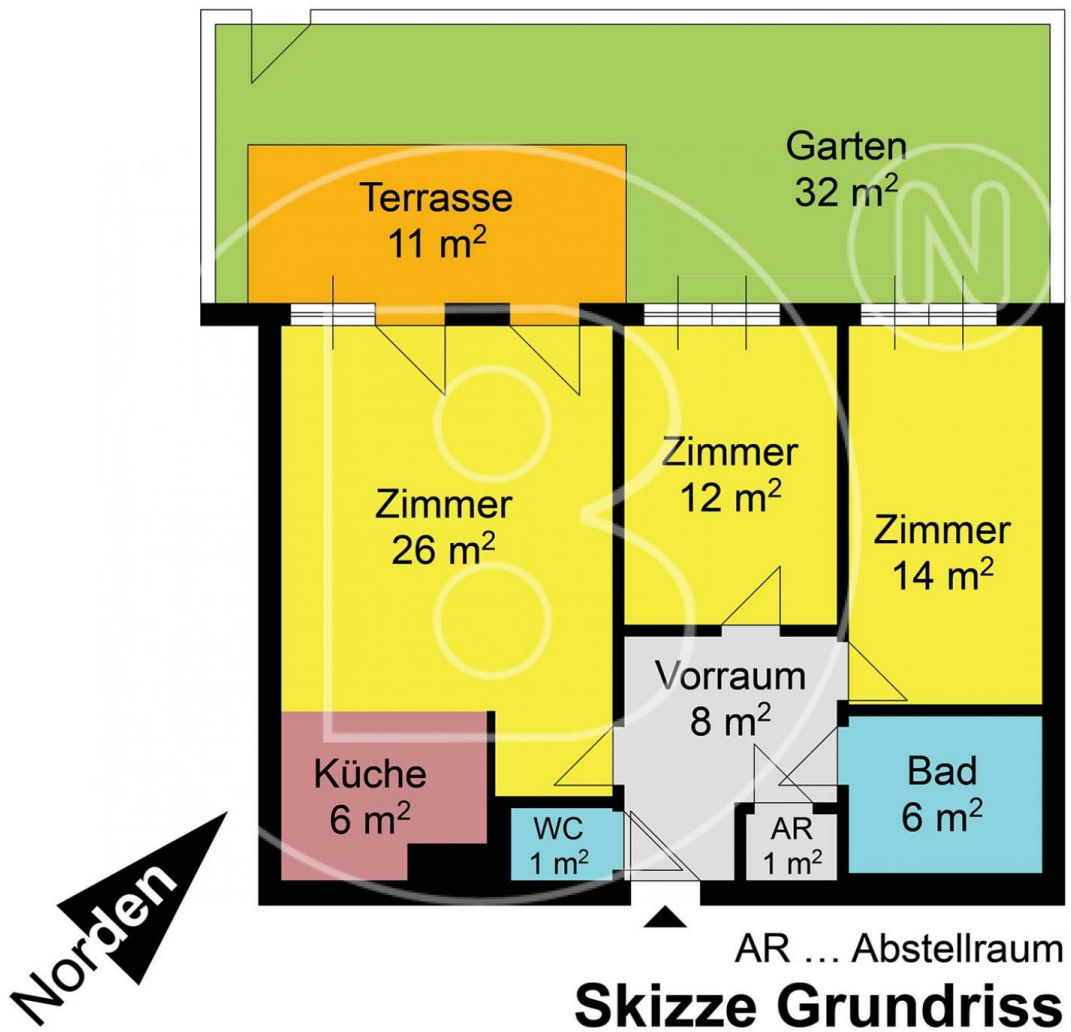 Garten
32 m²
Terrasse
11 m²
Zimmer
12 m²
Zimmer
26 m²
Zimmer
14 m²
Vorraum
8 m²
Küche
6 m²
Bad
6 m²
WC
1 m²
AR
1 m²
Norden
AR ... Abstellraum
Skizze Grundriss
B
N